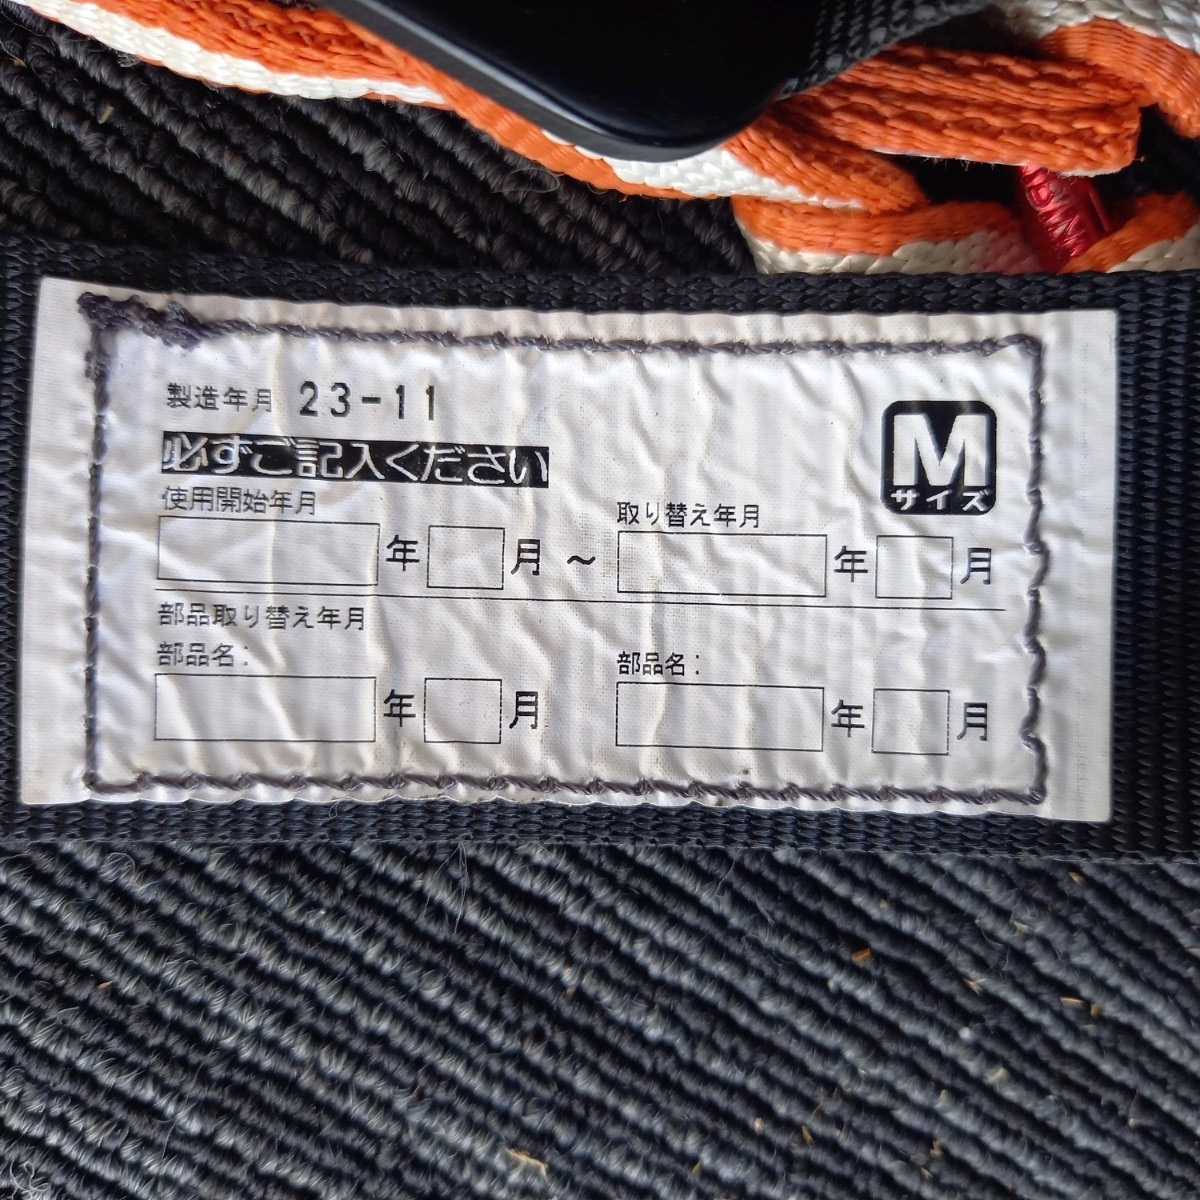 製造年月 23-11
必ずご記入ください
M
サイズ
使用開始年月
取り替え年月
年 月 ～ 年 月
部品取り替え年月
部品名: 部品名:
年 月 年 月